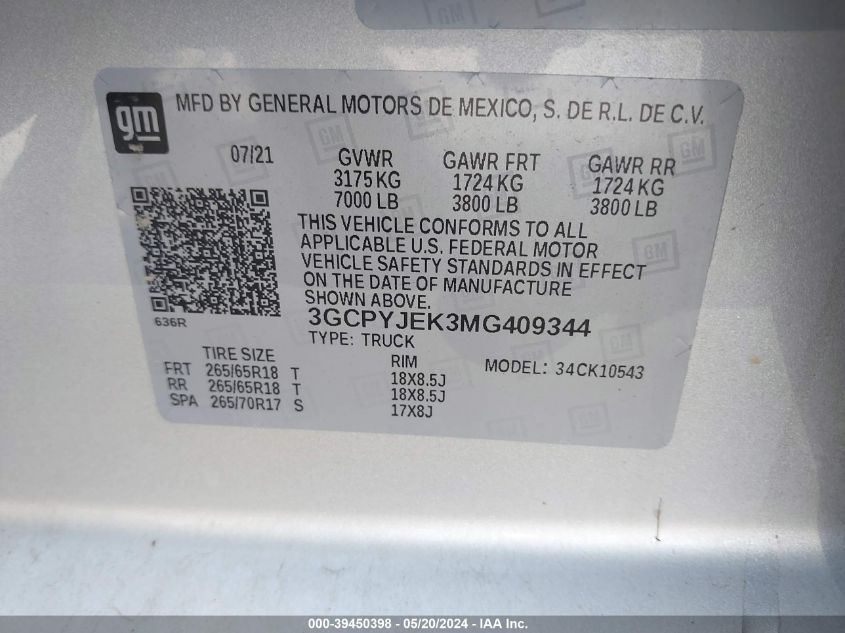 gm
MFD BY GENERAL MOTORS DE MEXICO, S. DE R.L. DE C.V.
07/21 GVWR GAWR FRT GAWR RR
3175 KG 1724 KG 1724 KG
7000 LB 3800 LB 3800 LB
THIS VEHICLE CONFORMS TO ALL
APPLICABLE U.S. FEDERAL MOTOR
VEHICLE SAFETY STANDARDS IN EFFECT
ON THE DATE OF MANUFACTURE
SHOWN ABOVE.
636R
3GCPYJEK3MG409344
TYPE: TRUCK
TIRE SIZE RIM MODEL: 34CK10543
FRT 265/65R18 T 18X8.5J
RR 265/65R18 T 18X8.5J
SPA 265/70R17 S 17X8J
000-39450398 - 05/20/2024 - IAA Inc.